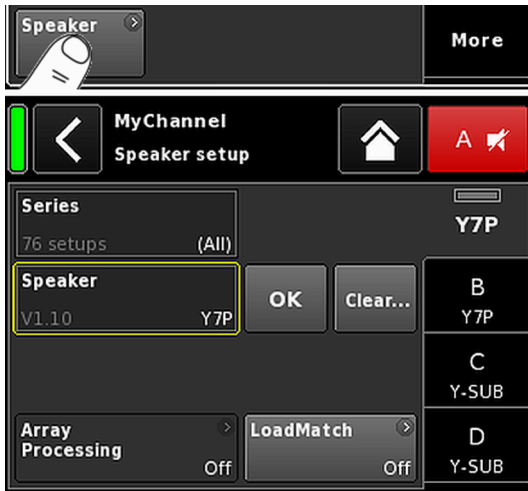 Speaker
More
MyChannel
Speaker setup
A
Series
76 setups (All)
Y7P
Speaker
V1.10 Y7P
OK
Clear...
B
Y7P
C
Y-SUB
Array
Processing
Off
LoadMatch
Off
D
Y-SUB